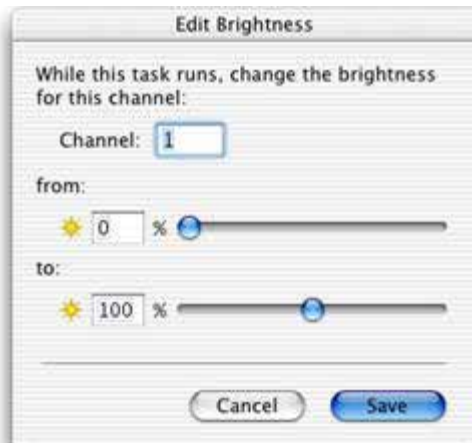 Edit Brightness
While this task runs, change the brightness
for this channel:
Channel: 1
from:
0 %
to:
100 %
Cancel Save